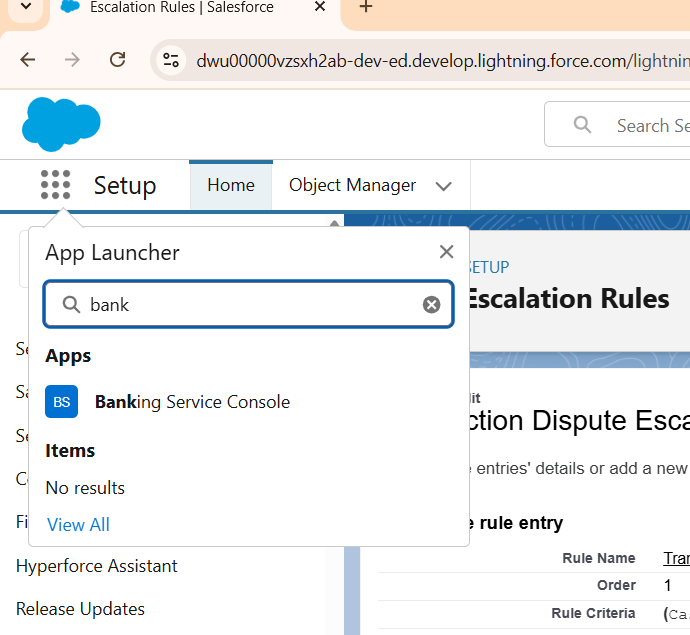 Escalation Rules | Salesforce
dwu00000vzsxh2ab-dev-ed.develop.lightning.force.com/lightnin
Search Se
Setup
Home
Object Manager
App Launcher
bank
Apps
BS
Banking Service Console
Items
No results
View All
SETUP
Escalation Rules
ction Dispute Esca
entries' details or add a new
rule entry
Rule Name
Tran
Order
1
Rule Criteria
(Ca
Hyperforce Assistant
Release Updates